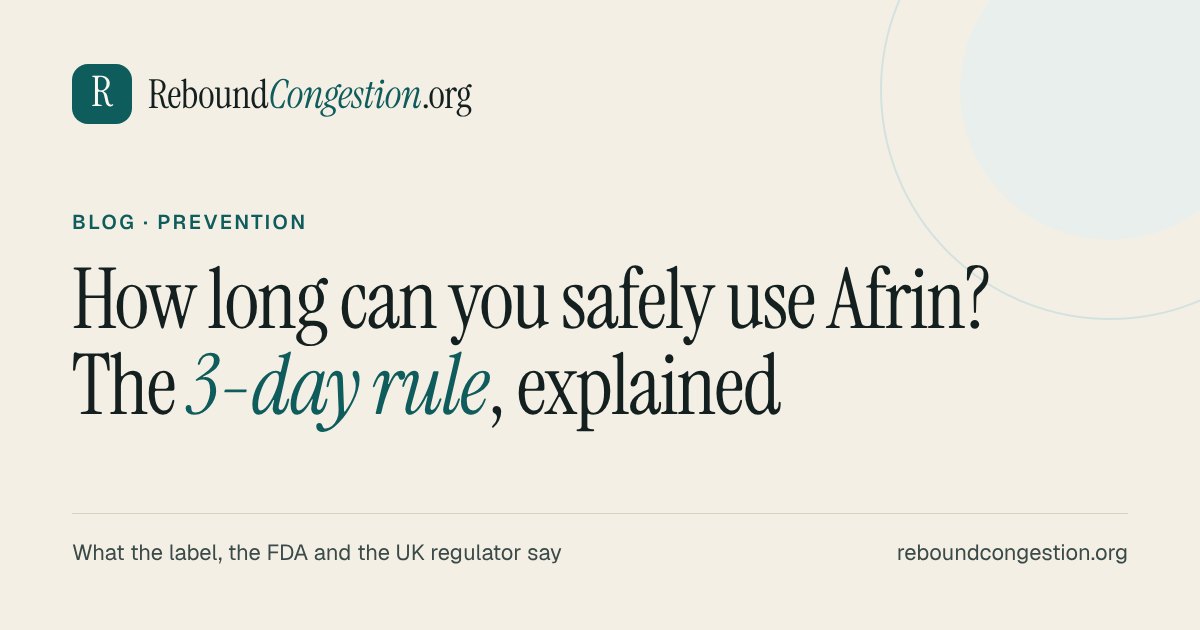 R
ReboundCongestion.org
BLOG · PREVENTION
How long can you safely use Afrin?
The 3-day rule, explained
What the label, the FDA and the UK regulator say
reboundcongestion.org